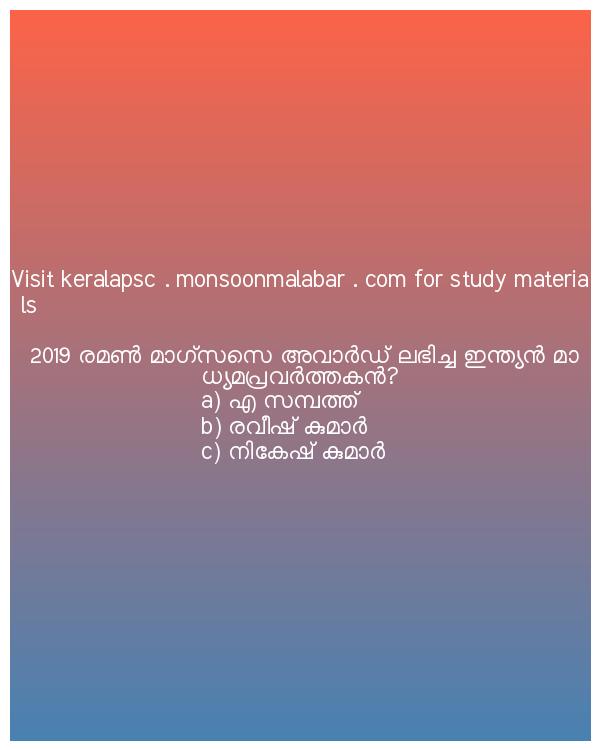 Visit keralapsc . monsoonmalabar . com for study materia
ls
2019 രമൺ മാഗ്സസെ അവാർഡ് ലഭിച്ച ഇന്ത്യൻ മാ
ധ്യമപ്രവർത്തകൻ?
a) എ സമ്പത്ത്
b) രവീഷ് കുമാർ
c) നികേഷ് കുമാർ